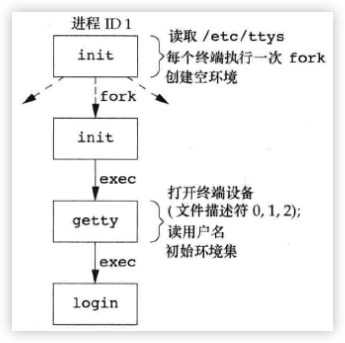 进程 ID 1
init
读取 /etc/ttys
每个终端执行一次 fork
创建空环境
fork
init
exec
getty
打开终端设备
(文件描述符 0, 1, 2);
读用户名
初始环境集
exec
login